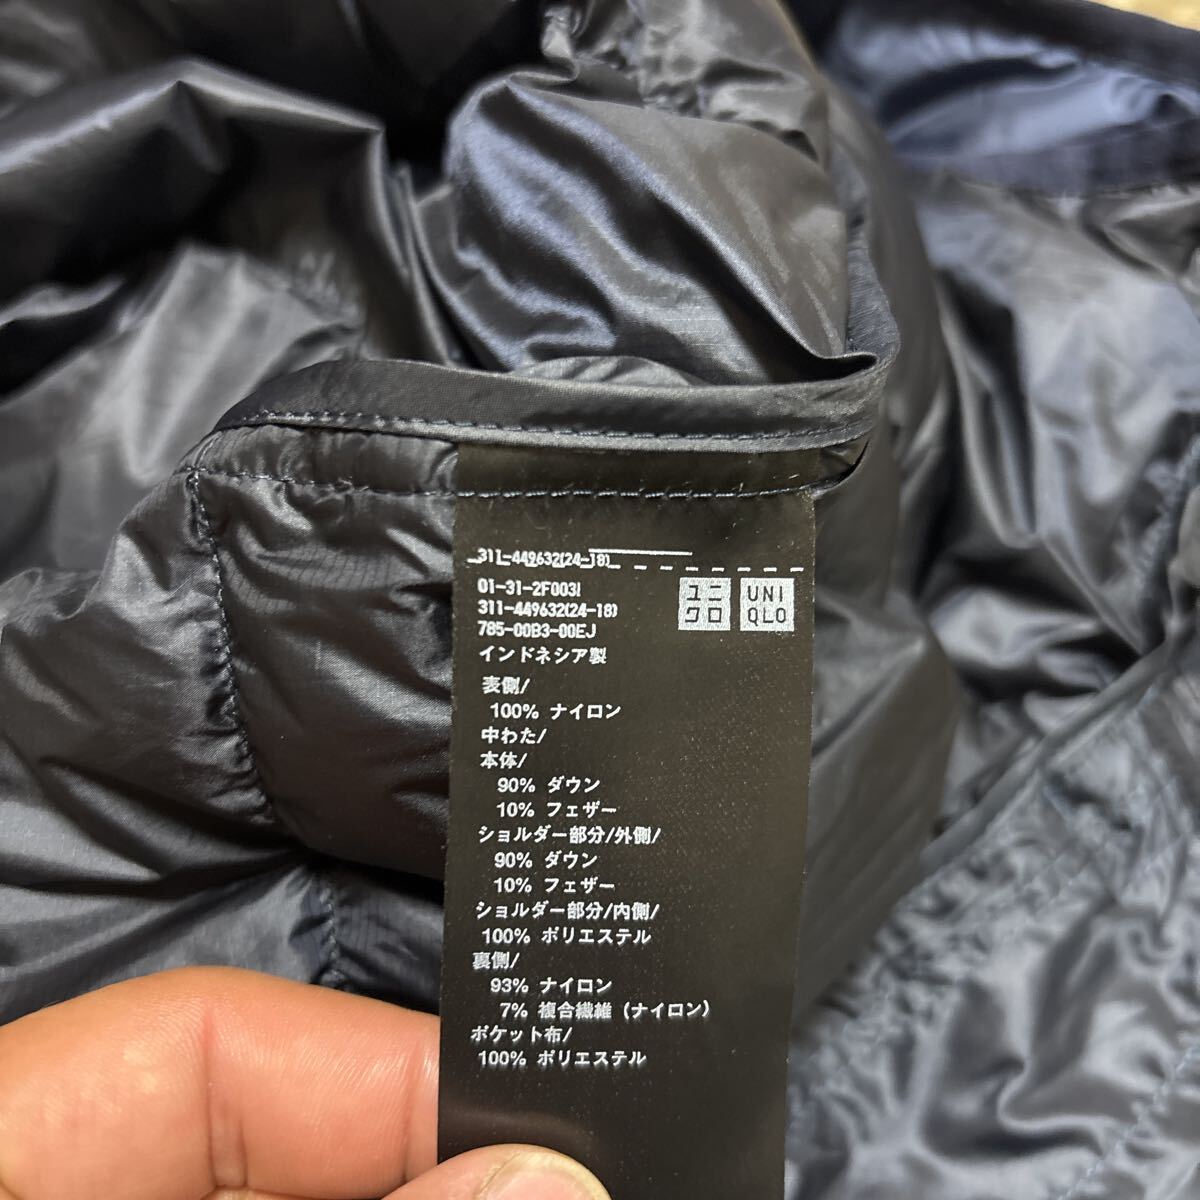 311-449632(24-18)
01-31-2F003I
311-449632(24-18)
785-00B3-00EJ
ユニ
クロ
UNI
QLO
インドネシア製
表側/
100% ナイロン
中わた/
本体/
90% ダウン
10% フェザー
ショルダー部分/外側/
90% ダウン
10% フェザー
ショルダー部分/内側/
100% ポリエステル
裏側/
93% ナイロン
7% 複合繊維 (ナイロン)
ポケット布/
100% ポリエステル